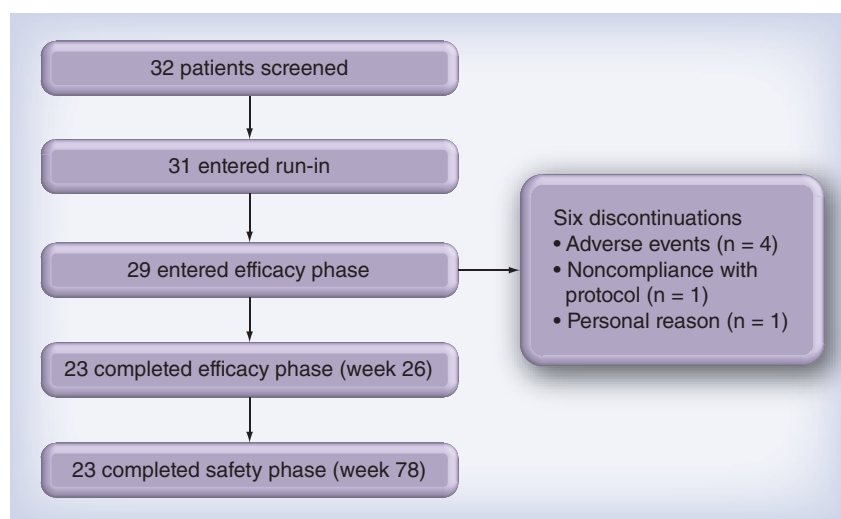 32 patients screened
31 entered run-in
29 entered efficacy phase
Six discontinuations
• Adverse events (n = 4)
• Noncompliance with
protocol (n = 1)
• Personal reason (n = 1)
23 completed efficacy phase (week 26)
23 completed safety phase (week 78)